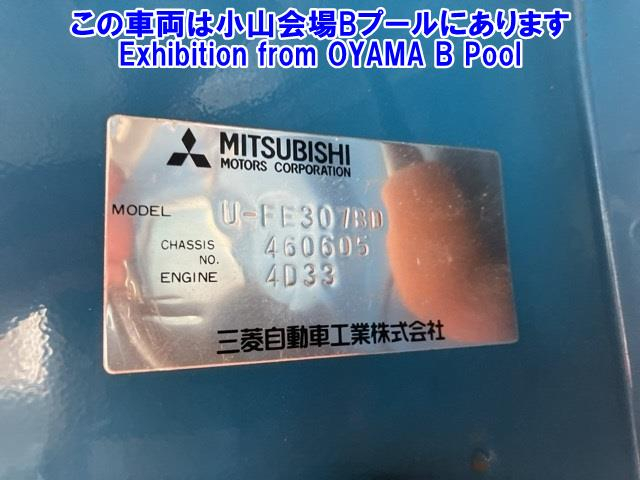 この車両は小山会場Bプールにあります
Exhibition from OYAMA B Pool
MITSUBISHI
MOTORS CORPORATION
MODEL U-FE307BD
CHASSIS NO. 460605
ENGINE 4D33
三菱自動車工業株式会社